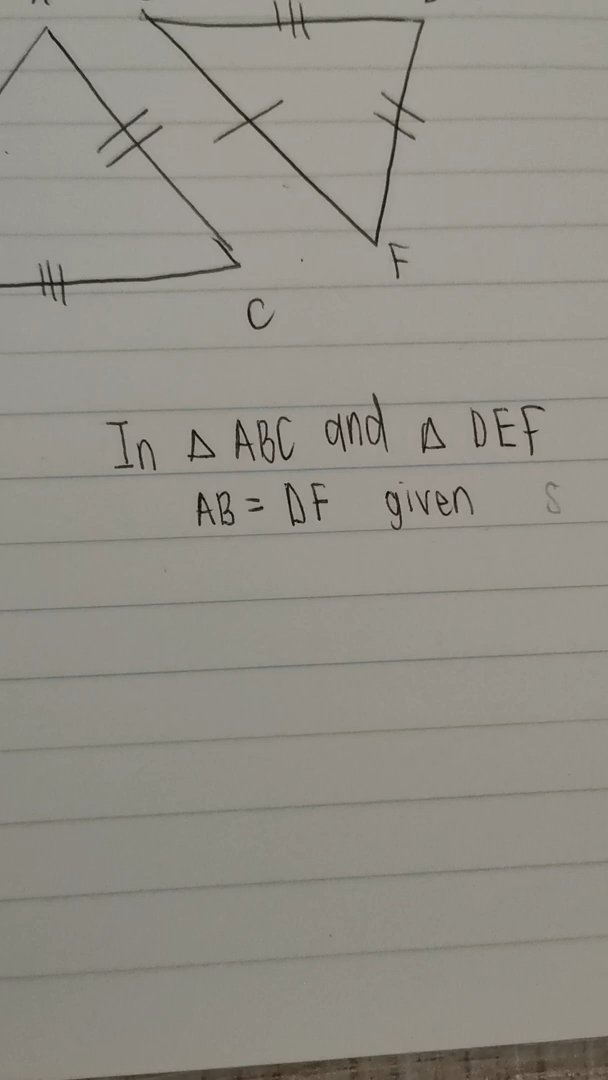 F
C
In Δ ABC and Δ DEF
AB = DF given S